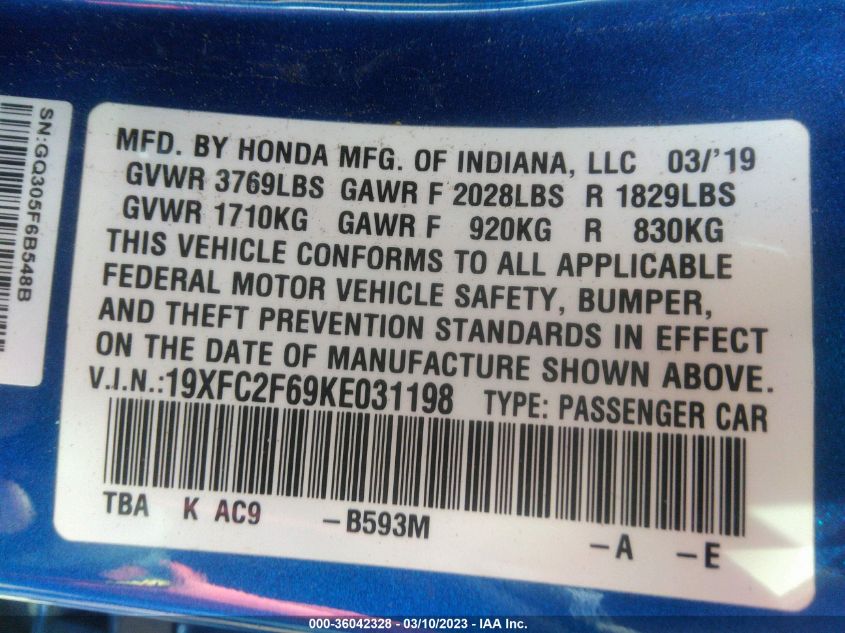 SN:GQ305F6B548B
MFD. BY HONDA MFG. OF INDIANA, LLC 03/'19
GVWR 3769LBS GAWR F 2028LBS R 1829LBS
GVWR 1710KG GAWR F 920KG R 830KG
THIS VEHICLE CONFORMS TO ALL APPLICABLE
FEDERAL MOTOR VEHICLE SAFETY, BUMPER,
AND THEFT PREVENTION STANDARDS IN EFFECT
ON THE DATE OF MANUFACTURE SHOWN ABOVE.
V.I.N.:19XFC2F69KE031198 TYPE: PASSENGER CAR
TBA K AC9 -B593M -A -E
000-36042328 - 03/10/2023 - IAA Inc.